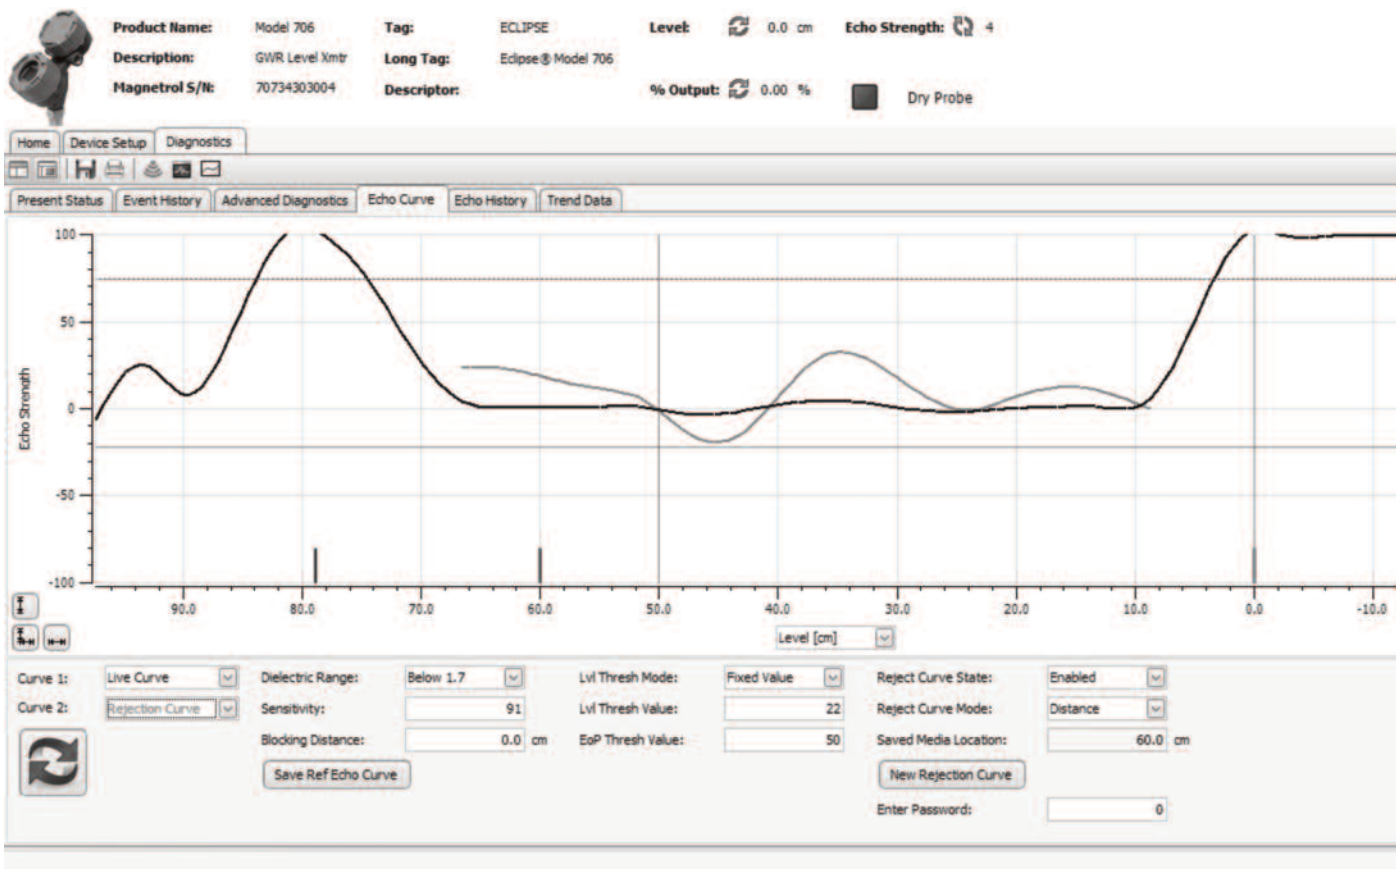 Product Name: Model 706 Tag: ECLIPSE Level: 0.0 cm Echo Strength: 4
Description: GWR Level Xmtr Long Tag: Eclipse® Model 706
Magnetrol S/N: 70734303004 Descriptor: % Output: 0.00 % Dry Probe
Home Device Setup Diagnostics
Present Status Event History Advanced Diagnostics Echo Curve Echo History Trend Data
100
50
0
-50
-100
Echo Strength
90.0 80.0 70.0 60.0 50.0 40.0 30.0 20.0 10.0 0.0 -10.0
Level [cm]
Curve 1: Live Curve Dielectric Range: Below 1.7 Lvl Thresh Mode: Fixed Value Reject Curve State: Enabled
Curve 2: Rejection Curve Sensitivity: 91 Lvl Thresh Value: 22 Reject Curve Mode: Distance
Blocking Distance: 0.0 cm EoP Thresh Value: 50 Saved Media Location: 60.0 cm
Save Ref Echo Curve New Rejection Curve
Enter Password: 0